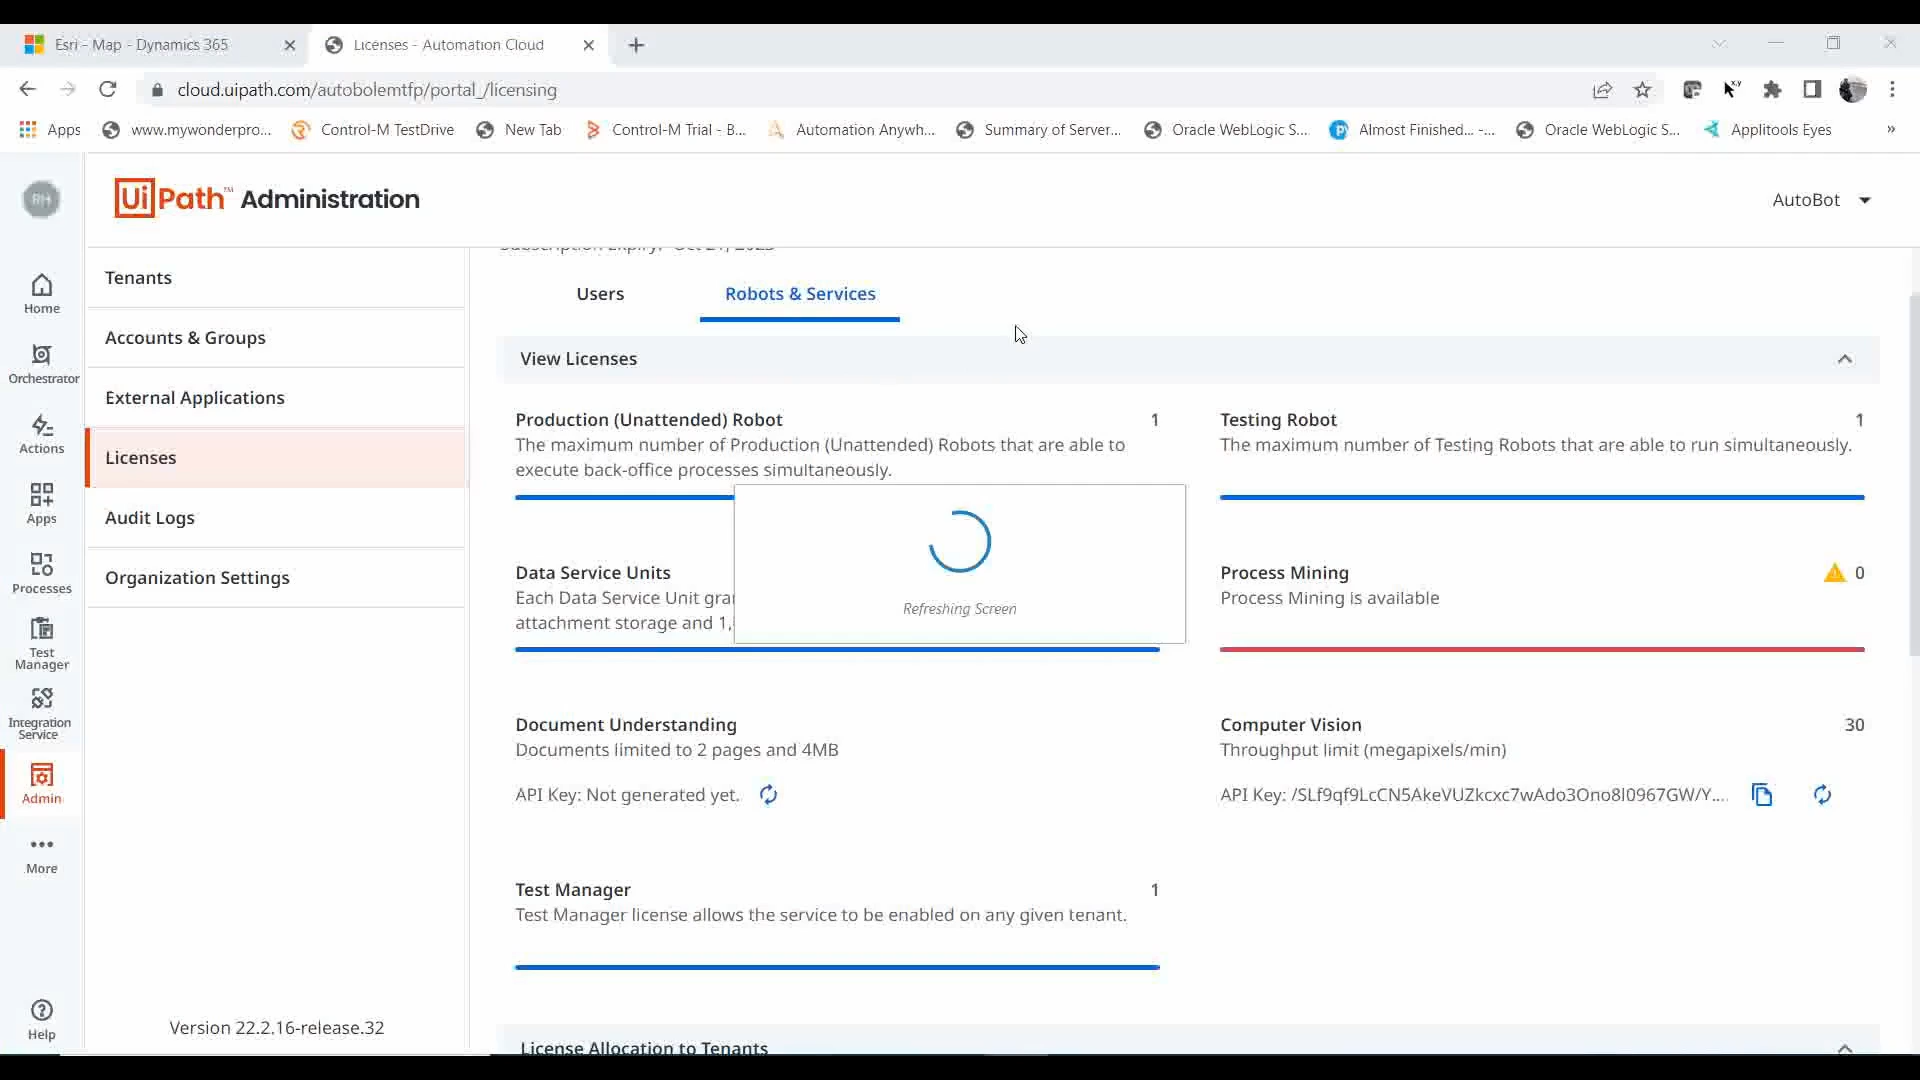 Esri - Map - Dynamics 365
Licenses - Automation Cloud
cloud.uipath.com/autobolemtfp/portal_/licensing
Apps
www.mywonderpro...
Control-M TestDrive
New Tab
Control-M Trial - B...
Automation Anywh...
Summary of Server...
Oracle WebLogic S...
Almost Finished... -...
Oracle WebLogic S...
Applitools Eyes
»
RH
UiPath™ Administration
AutoBot
Home
Orchestrator
Actions
Apps
Processes
Test
Manager
Integration
Service
Admin
More
Help
Tenants
Accounts & Groups
External Applications
Licenses
Audit Logs
Organization Settings
Version 22.2.16-release.32
Users
Robots & Services
View Licenses
Production (Unattended) Robot 1
The maximum number of Production (Unattended) Robots that are able to
execute back-office processes simultaneously.
Testing Robot 1
The maximum number of Testing Robots that are able to run simultaneously.
Data Service Units
Each Data Service Unit gra
attachment storage and 1,
Refreshing Screen
Process Mining 0
Process Mining is available
Document Understanding
Documents limited to 2 pages and 4MB
API Key: Not generated yet.
Computer Vision 30
Throughput limit (megapixels/min)
API Key: /SLf9qf9LcCN5AkeVUZkcxc7wAdo3Ono8I0967GW/Y....
Test Manager 1
Test Manager license allows the service to be enabled on any given tenant.
License Allocation to Tenants